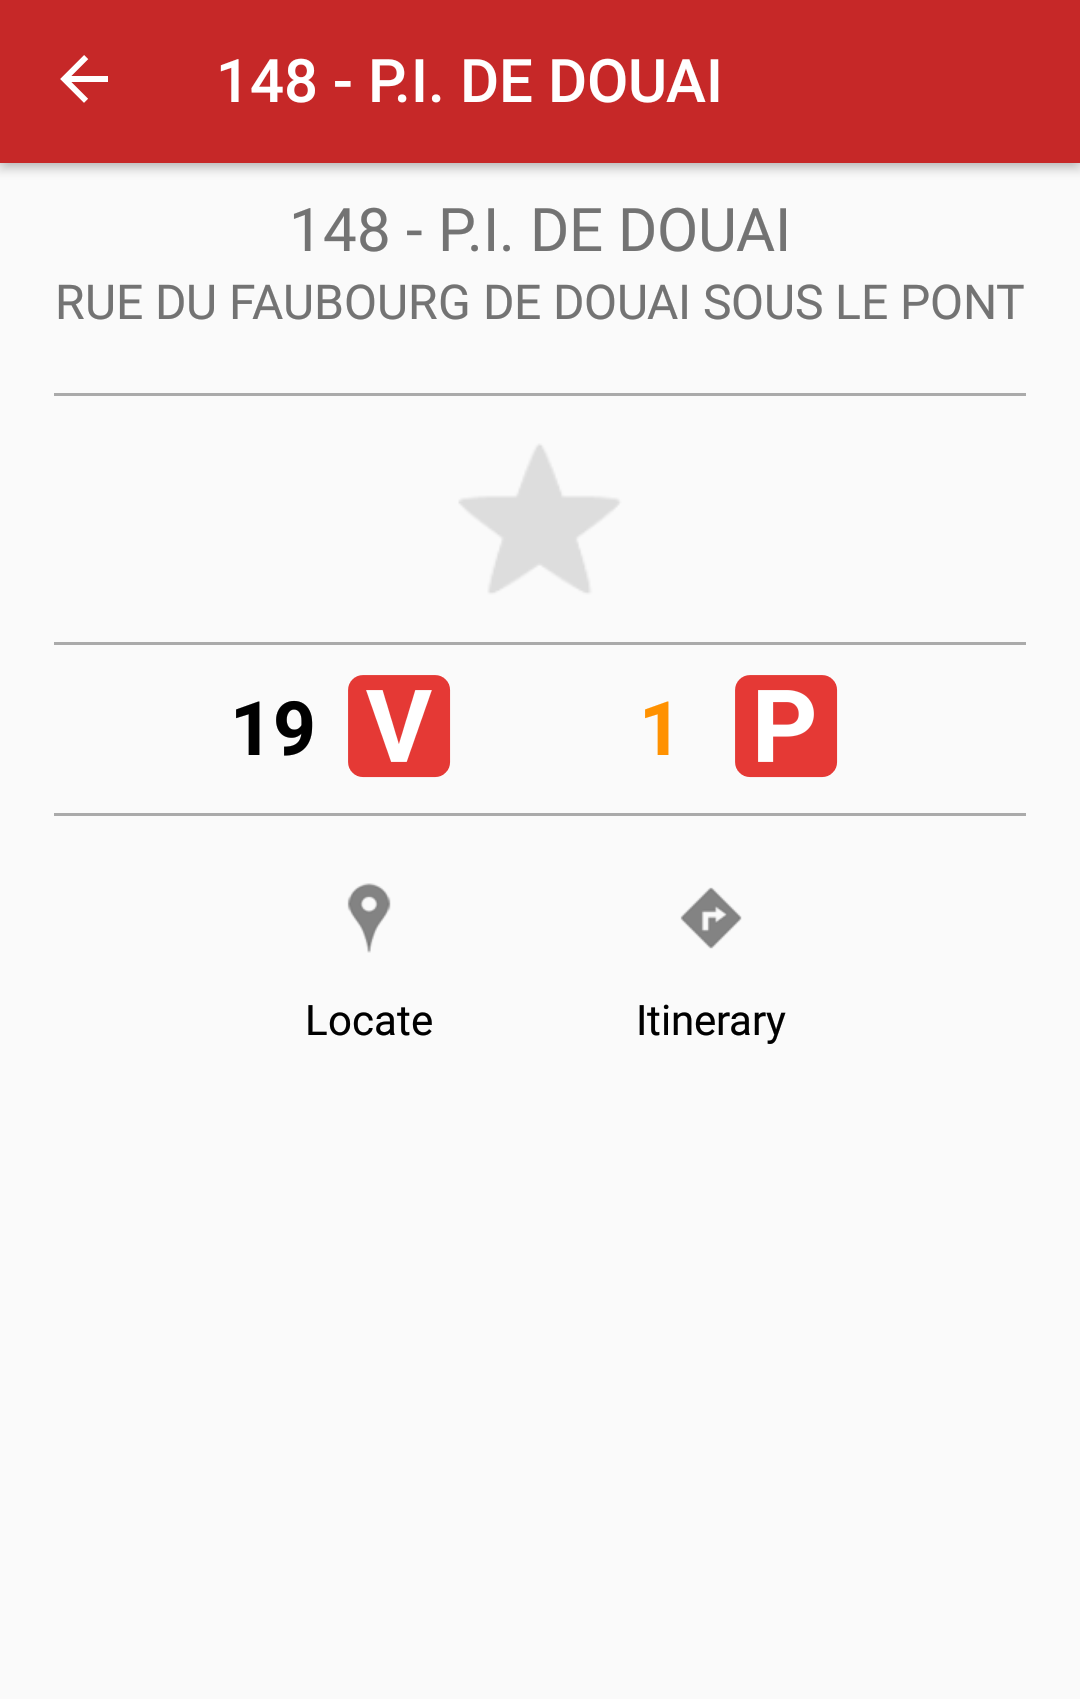 148 - P.I. DE DOUAI
148 - P.I. DE DOUAI
RUE DU FAUBOURG DE DOUAI SOUS LE PONT
19 V 1 P
Locate Itinerary